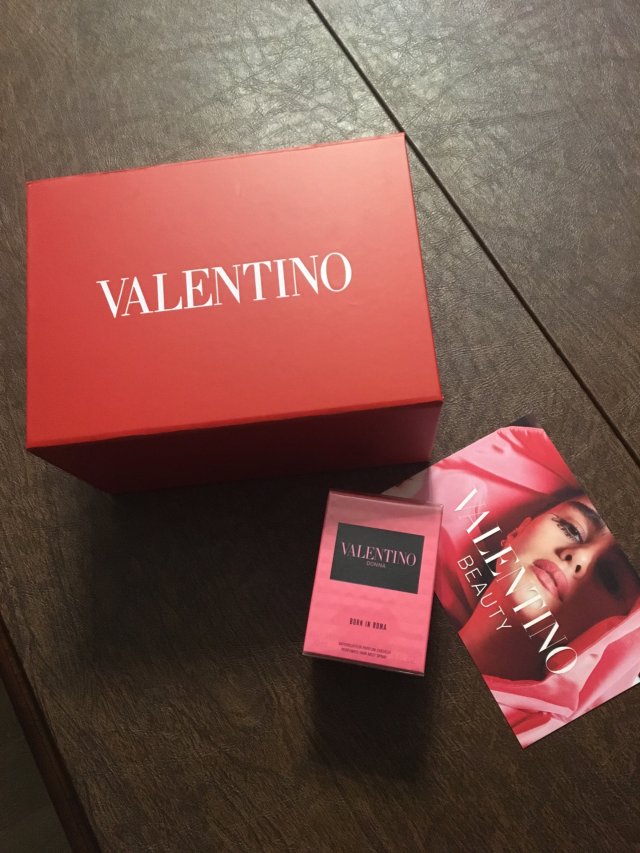 VALENTINO
VALENTINO
DONNA
BORN IN ROMA
VALENTINO
BEAUTY